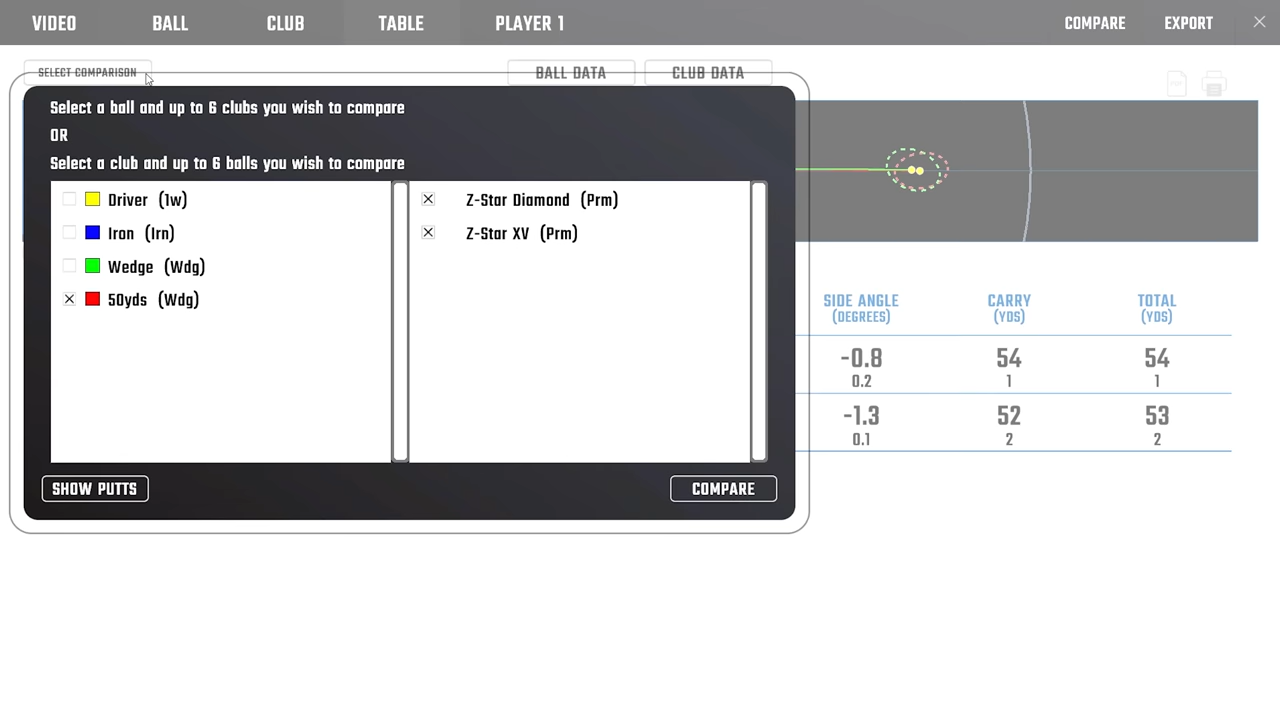 VIDEO BALL CLUB TABLE PLAYER 1 COMPARE EXPORT
SELECT COMPARISON BALL DATA CLUB DATA
Select a ball and up to 6 clubs you wish to compare
OR
Select a club and up to 6 balls you wish to compare
Driver (1w)
Iron (Irn)
Wedge (Wdg)
50yds (Wdg)
Z-Star Diamond (Prm)
Z-Star XV (Prm)
SHOW PUTTS COMPARE
SIDE ANGLE CARRY TOTAL
(DEGREES) (YDS) (YDS)
-0.8 54 54
0.2 1 1
-1.3 52 53
0.1 2 2